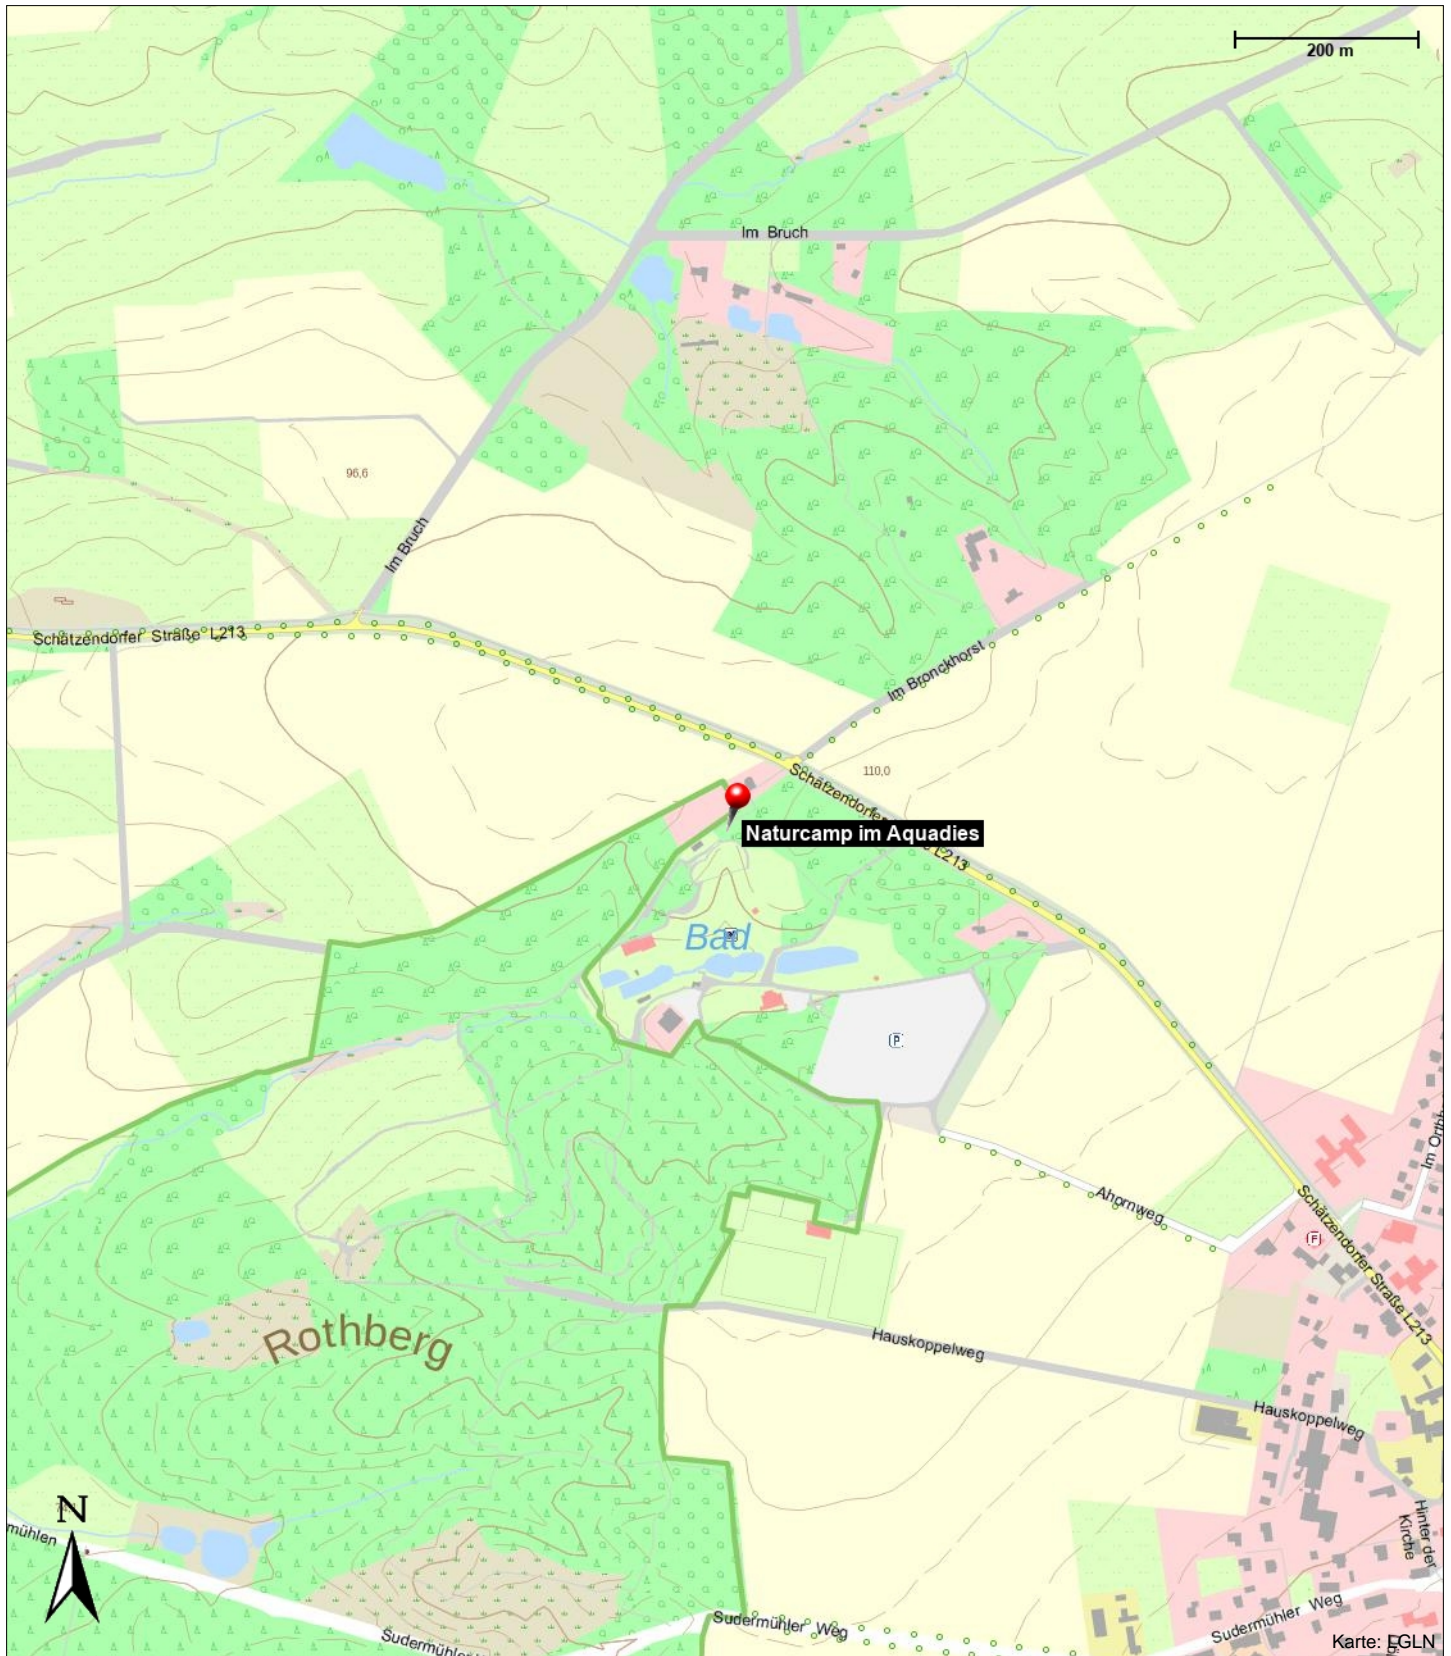 200 m
Im Bruch
96,6
Im Bruch
Schätzendorfer Straße L213
Im Bronckhorst
110,0
Schätzendorfer
L213
Naturcamp im Aquadies
Bad
P
Im Orth
Ahornweg
Schätzendorfer Straße L213
F
Rothberg
Hauskoppelweg
Hauskoppelweg
Hinter der
Kirche
N
mühlen
Sudermühler
Sudermühler Weg
Sudermühler Weg
Karte: LGLN